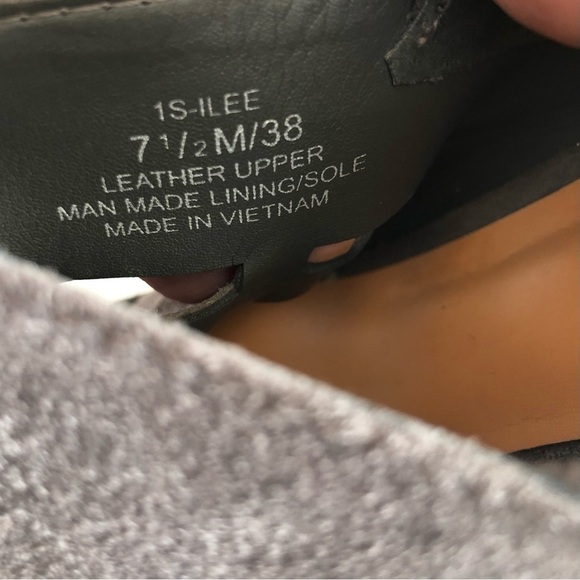 1S-ILEE
7 1/2 M/38
LEATHER UPPER
MAN MADE LINING/SOLE
MADE IN VIETNAM